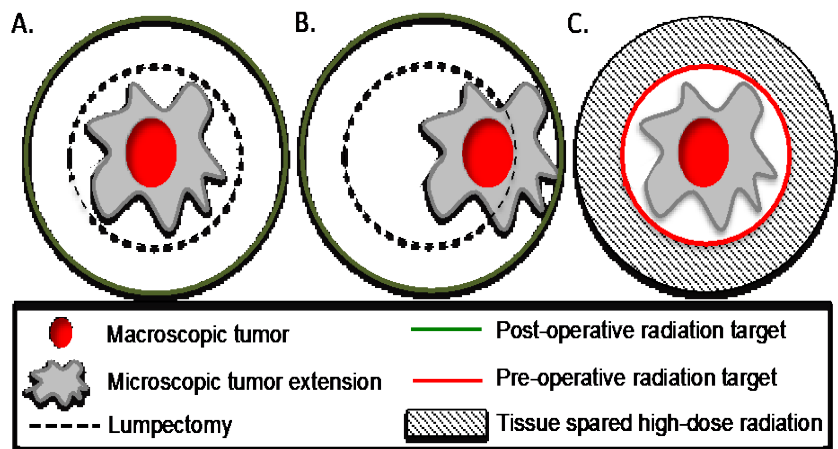 A.
B.
C.
Macroscopic tumor
Post-operative radiation target
Microscopic tumor extension
Pre-operative radiation target
Lumpectomy
Tissue spared high-dose radiation